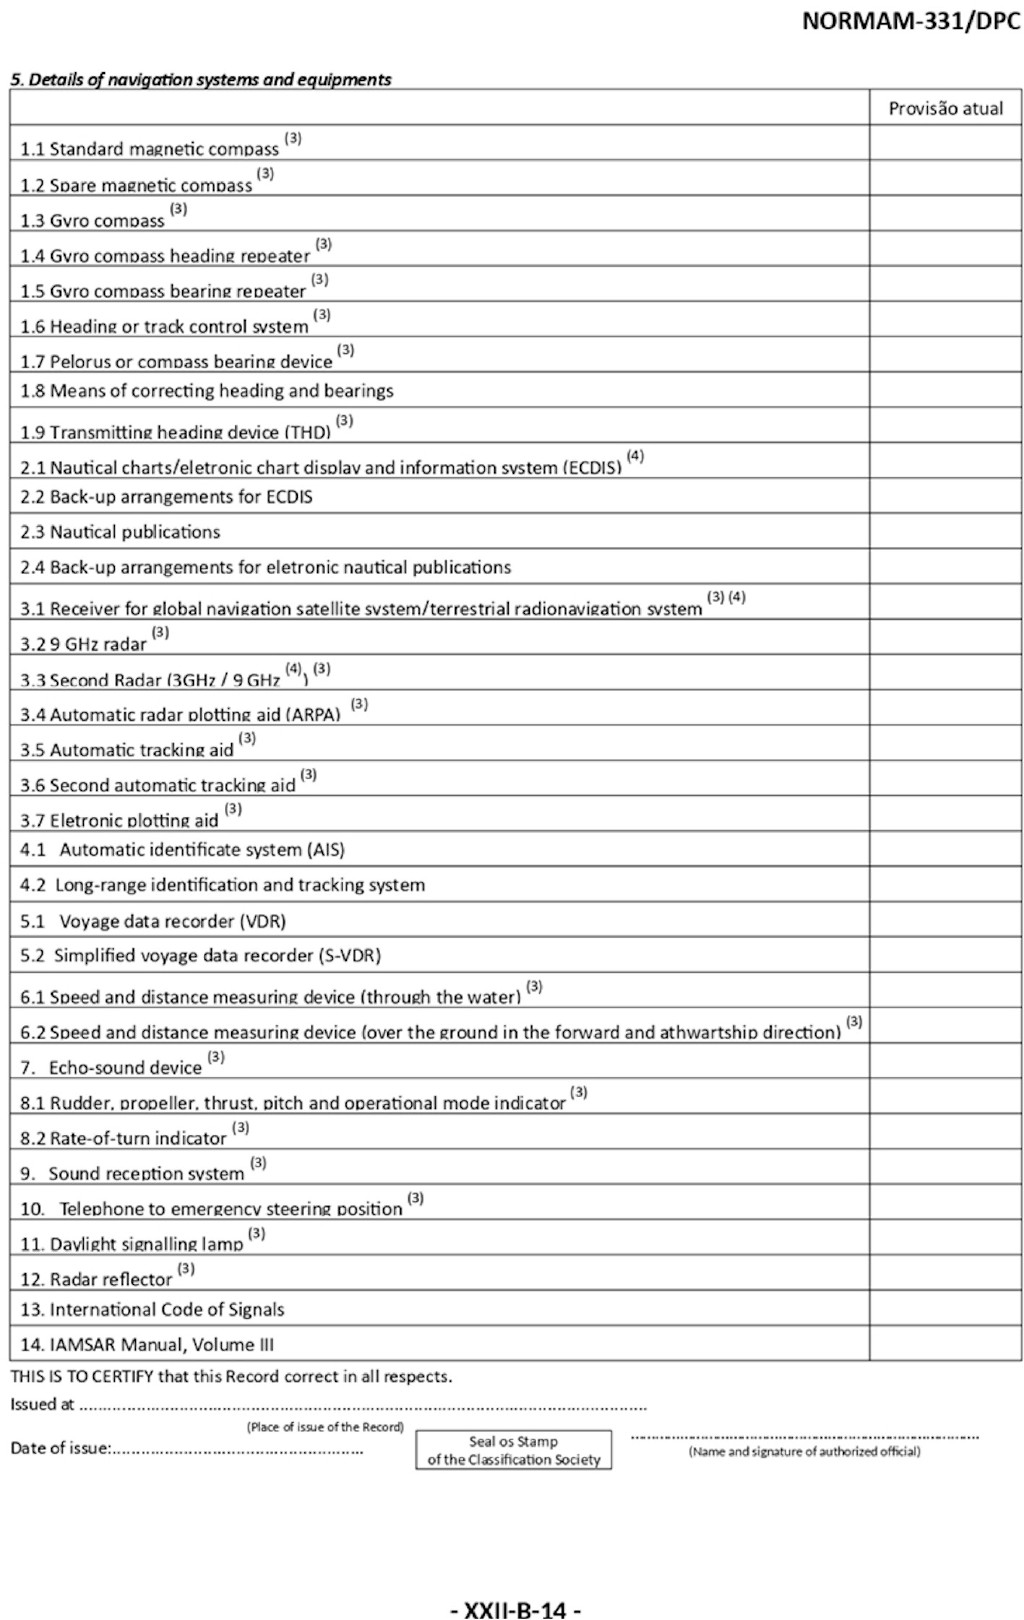 NORMAM-331/DPC
5. Details of navigation systems and equipments
Provisão atual
1.1 Standard magnetic compass (3)
1.2 Spare magnetic compass (3)
1.3 Gyro compass (3)
1.4 Gyro compass heading repeater (3)
1.5 Gyro compass bearing repeater (3)
1.6 Heading or track control system (3)
1.7 Pelorus or compass bearing device (3)
1.8 Means of correcting heading and bearings
1.9 Transmitting heading device (THD) (3)
2.1 Nautical charts/eletronic chart display and information system (ECDIS) (4)
2.2 Back-up arrangements for ECDIS
2.3 Nautical publications
2.4 Back-up arrangements for eletronic nautical publications
3.1 Receiver for global navigation satellite system/terrestrial radionavigation system (3) (4)
3.2 9 GHz radar (3)
3.3 Second Radar (3GHz / 9 GHz (4)) (3)
3.4 Automatic radar plotting aid (ARPA) (3)
3.5 Automatic tracking aid (3)
3.6 Second automatic tracking aid (3)
3.7 Eletronic plotting aid (3)
4.1 Automatic identificate system (AIS)
4.2 Long-range identification and tracking system
5.1 Voyage data recorder (VDR)
5.2 Simplified voyage data recorder (S-VDR)
6.1 Speed and distance measuring device (through the water) (3)
6.2 Speed and distance measuring device (over the ground in the forward and athwartship direction) (3)
7. Echo-sound device (3)
8.1 Rudder, propeller, thrust, pitch and operational mode indicator (3)
8.2 Rate-of-turn indicator (3)
9. Sound reception system (3)
10. Telephone to emergency steering position (3)
11. Daylight signalling lamp (3)
12. Radar reflector (3)
13. International Code of Signals
14. IAMSAR Manual, Volume III
THIS IS TO CERTIFY that this Record correct in all respects.
Issued at ........................................................................................................................
(Place of issue of the Record)
Date of issue:.....................................................
Seal os Stamp
of the Classification Society
..........................................................................
(Name and signature of authorized official)
- XXII-B-14 -